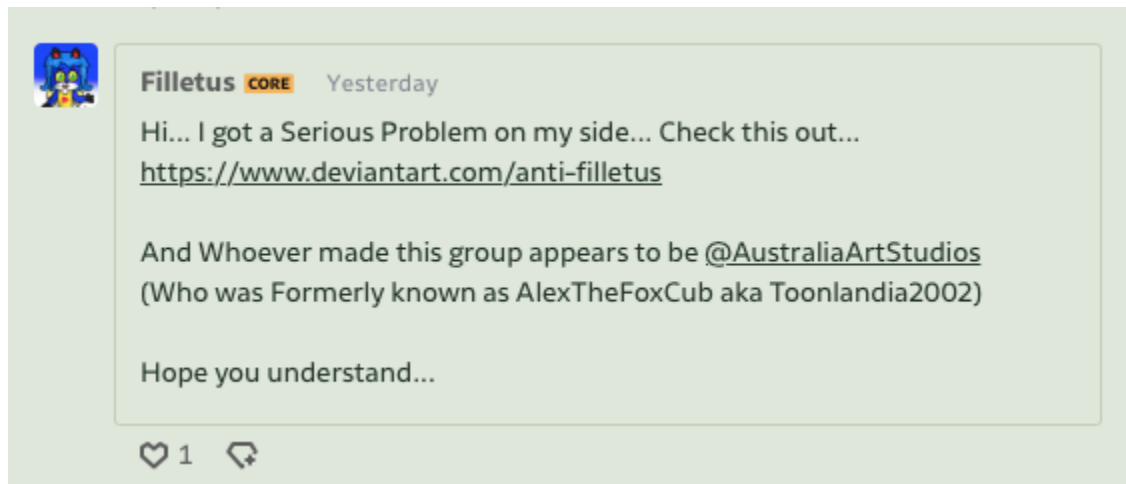 Filletus CORE Yesterday
Hi... I got a Serious Problem on my side... Check this out...
https://www.deviantart.com/anti-filletus
And Whoever made this group appears to be @AustraliaArtStudios
(Who was Formerly known as AlexTheFoxCub aka Toonlandia2002)
Hope you understand...
1